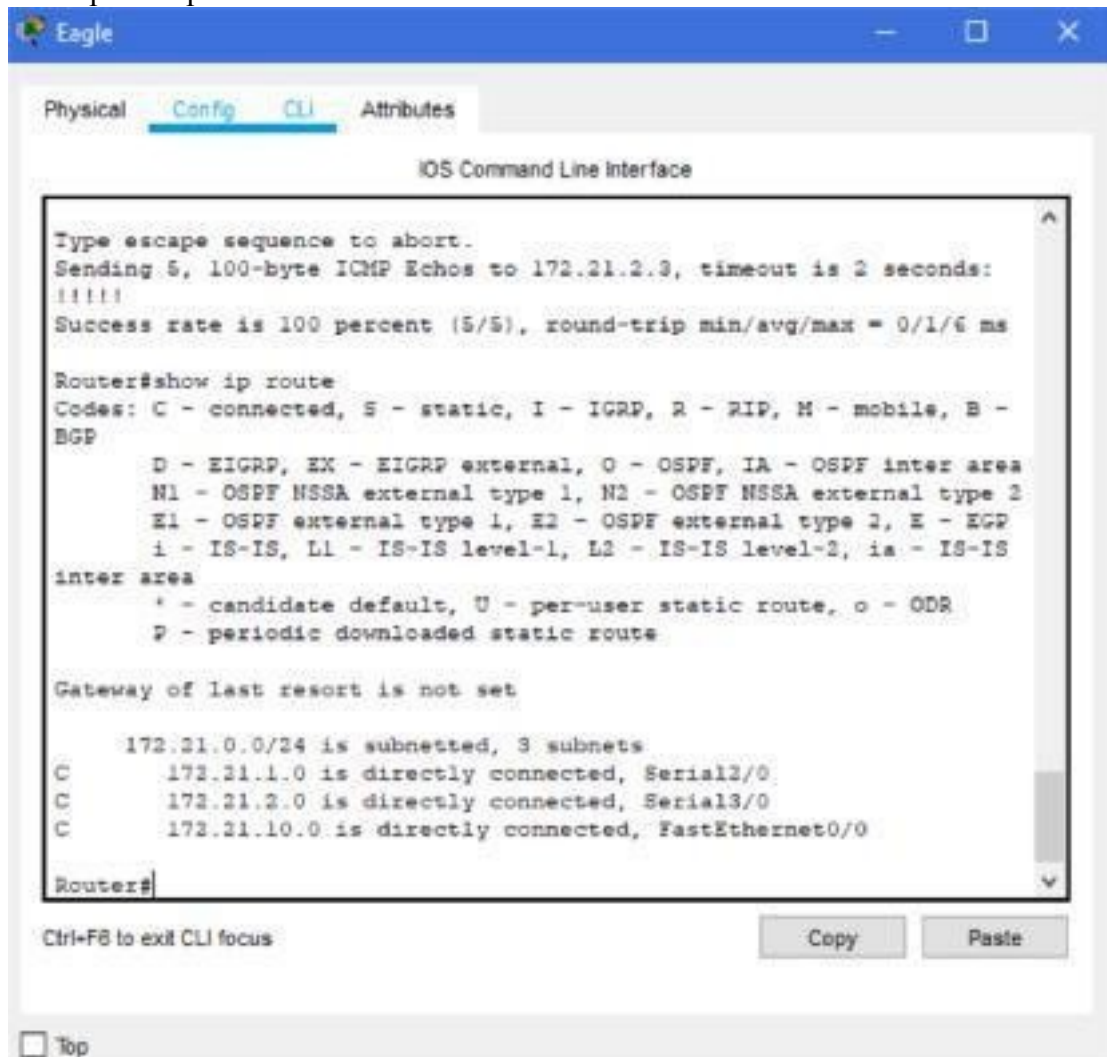 Eagle
Physical Config CLI Attributes
IOS Command Line Interface
Type escape sequence to abort.
Sending 5, 100-byte ICMP Echos to 172.21.2.3, timeout is 2 seconds:
!!!!!
Success rate is 100 percent (5/5), round-trip min/avg/max = 0/1/6 ms
Router#show ip route
Codes: C - connected, S - static, I - IGRP, R - RIP, M - mobile, B -
BGP
D - EIGRP, EX - EIGRP external, O - OSPF, IA - OSPF inter area
N1 - OSPF NSSA external type 1, N2 - OSPF NSSA external type 2
E1 - OSPF external type 1, E2 - OSPF external type 2, E - EGP
i - IS-IS, L1 - IS-IS level-1, L2 - IS-IS level-2, ia - IS-IS
inter area
* - candidate default, U - per-user static route, o - ODR
P - periodic downloaded static route
Gateway of last resort is not set
172.21.0.0/24 is subnetted, 3 subnets
C 172.21.1.0 is directly connected, Serial2/0
C 172.21.2.0 is directly connected, Serial3/0
C 172.21.10.0 is directly connected, FastEthernet0/0
Router#
Ctrl+F6 to exit CLI focus
Copy Paste
Top